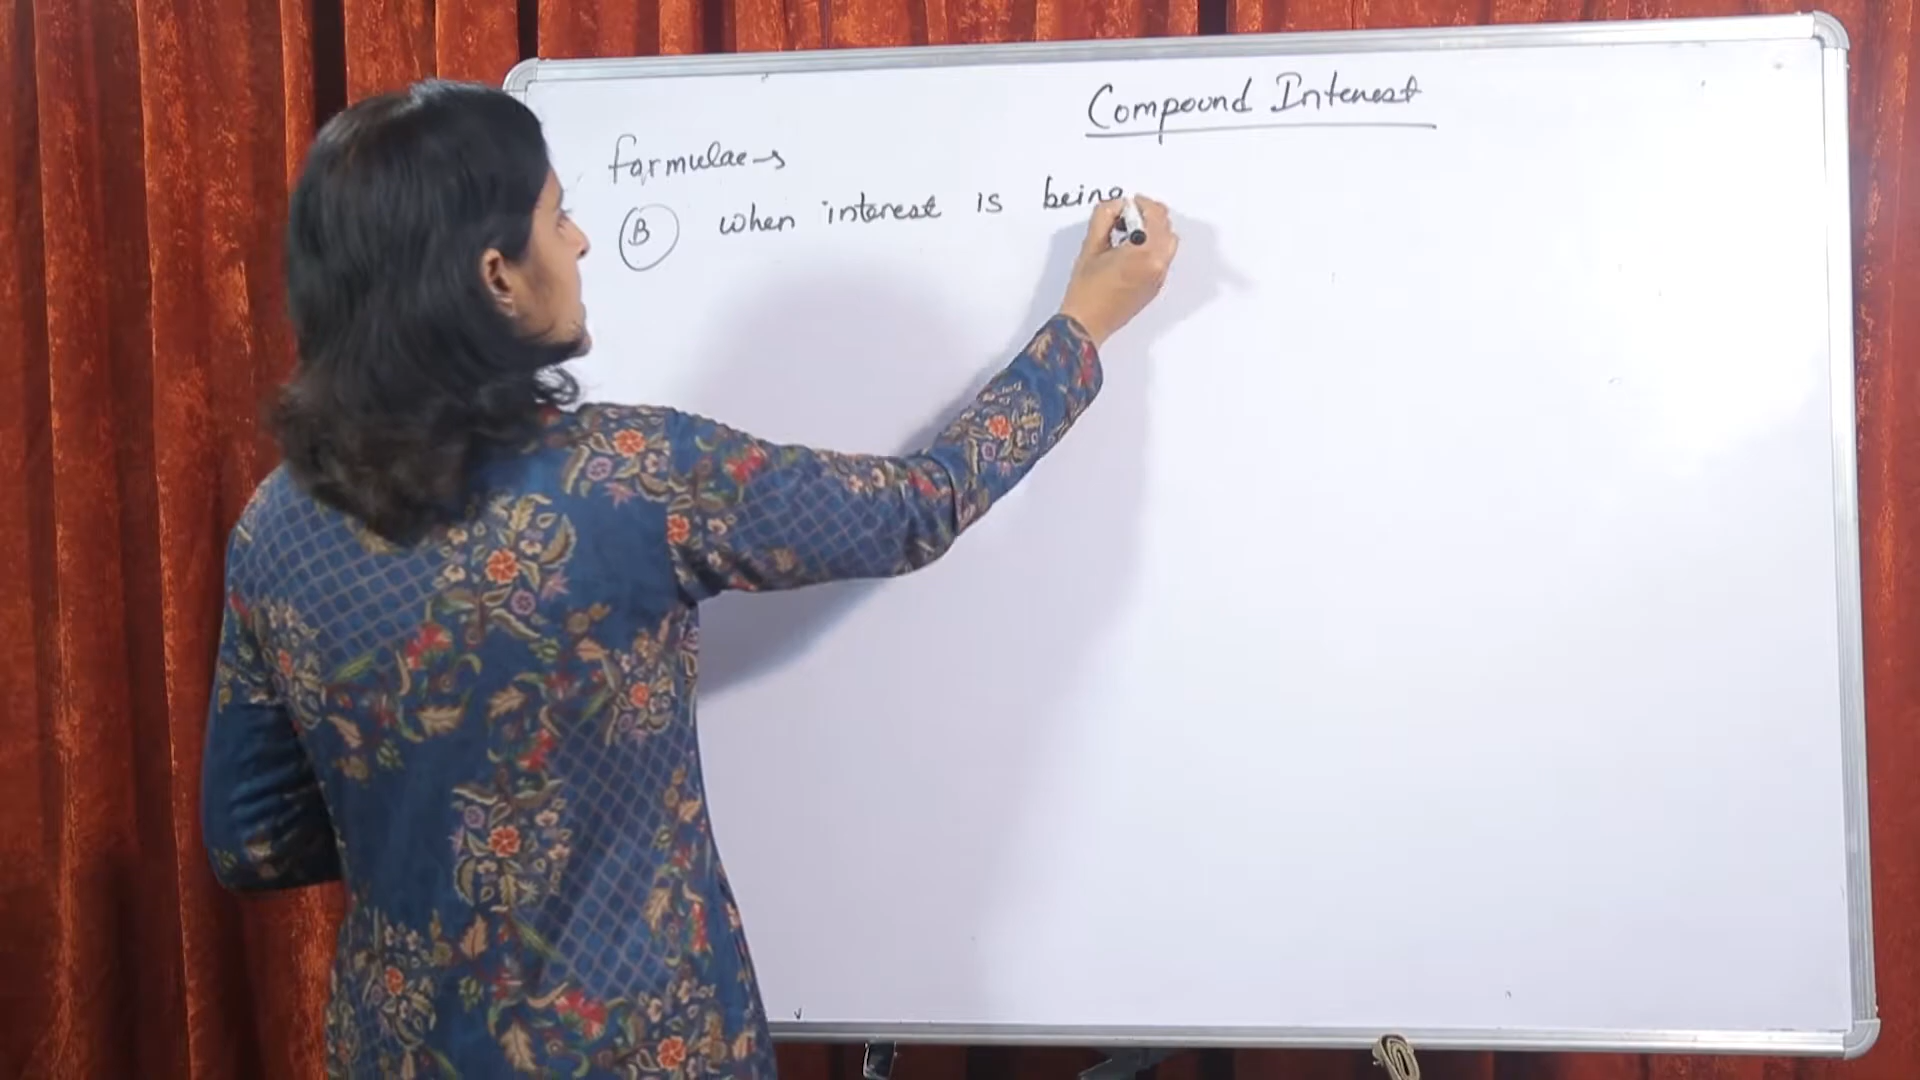 Compound Interest
formulae→
B when interest is being